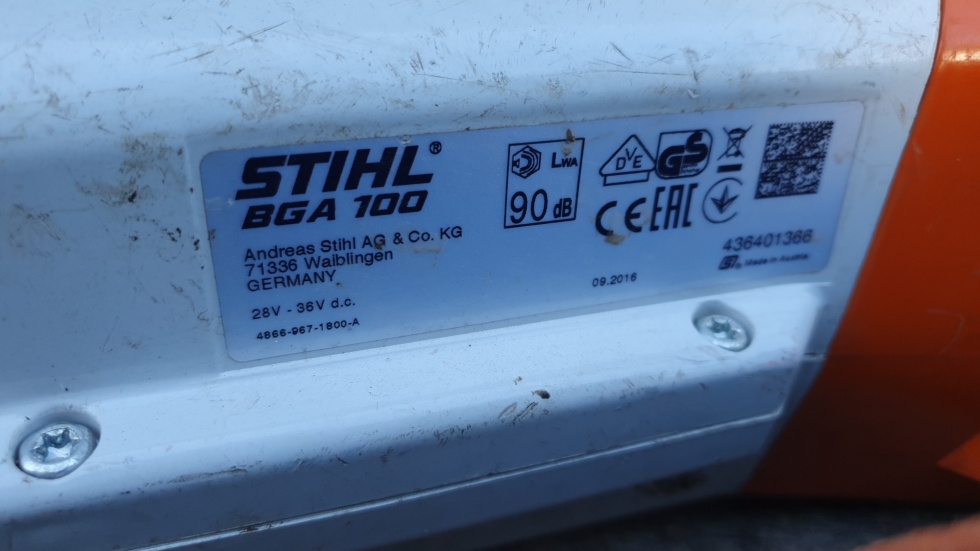 STIHL®
BGA 100
Andreas Stihl AG & Co. KG
71336 Waiblingen
GERMANY
28V - 36V d.c.
4866-967-1800-A
LWA
90 dB
DVE
GS
CE EAC
09.2016
436401366
Made in Austria